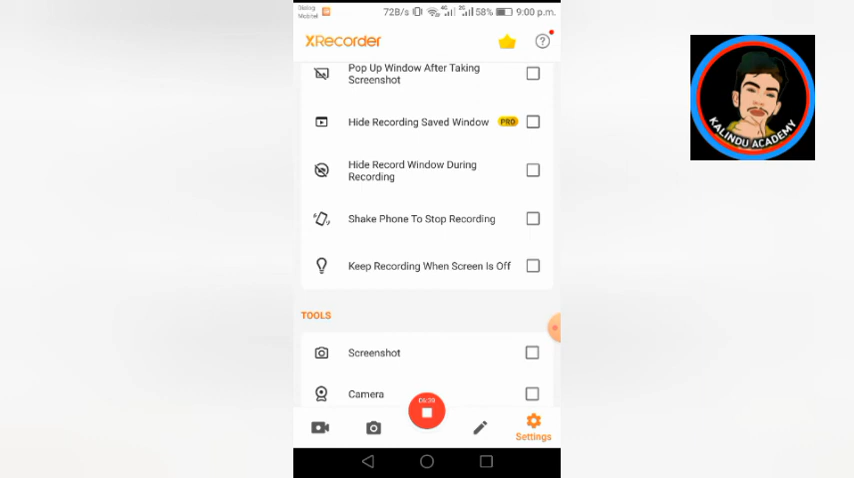 Dialog
Mobitel
72B/s 4G 2G 58% 9:00 p.m.
XRecorder
Pop Up Window After Taking
Screenshot
Hide Recording Saved Window PRO
Hide Record Window During
Recording
Shake Phone To Stop Recording
Keep Recording When Screen Is Off
TOOLS
Screenshot
Camera
Settings
KALINDU ACADEMY